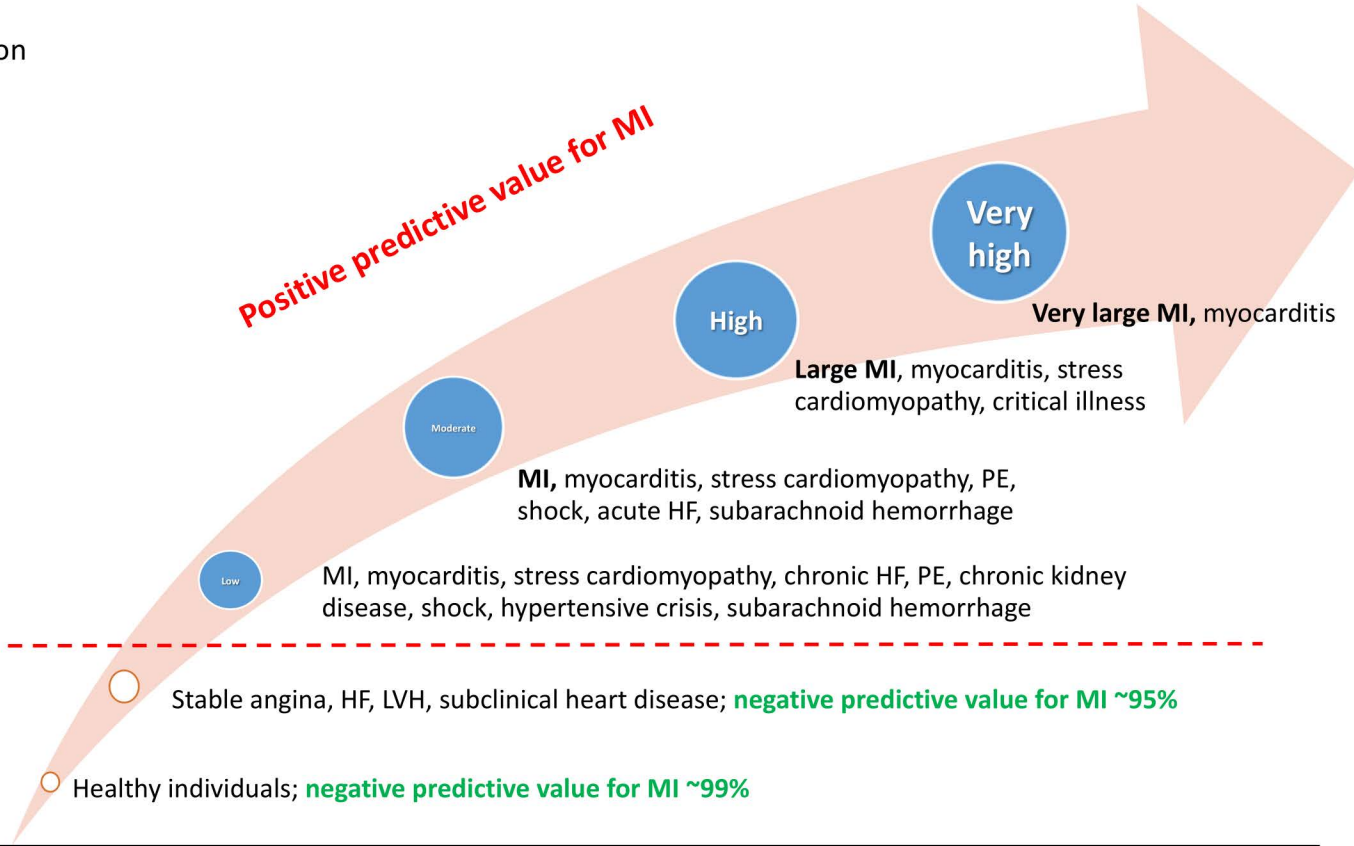 on
Positive predictive value for MI
Very
high
Very large MI, myocarditis
High
Large MI, myocarditis, stress
cardiomyopathy, critical illness
Moderate
MI, myocarditis, stress cardiomyopathy, PE,
shock, acute HF, subarachnoid hemorrhage
Low
MI, myocarditis, stress cardiomyopathy, chronic HF, PE, chronic kidney
disease, shock, hypertensive crisis, subarachnoid hemorrhage
Stable angina, HF, LVH, subclinical heart disease; negative predictive value for MI ~95%
Healthy individuals; negative predictive value for MI ~99%